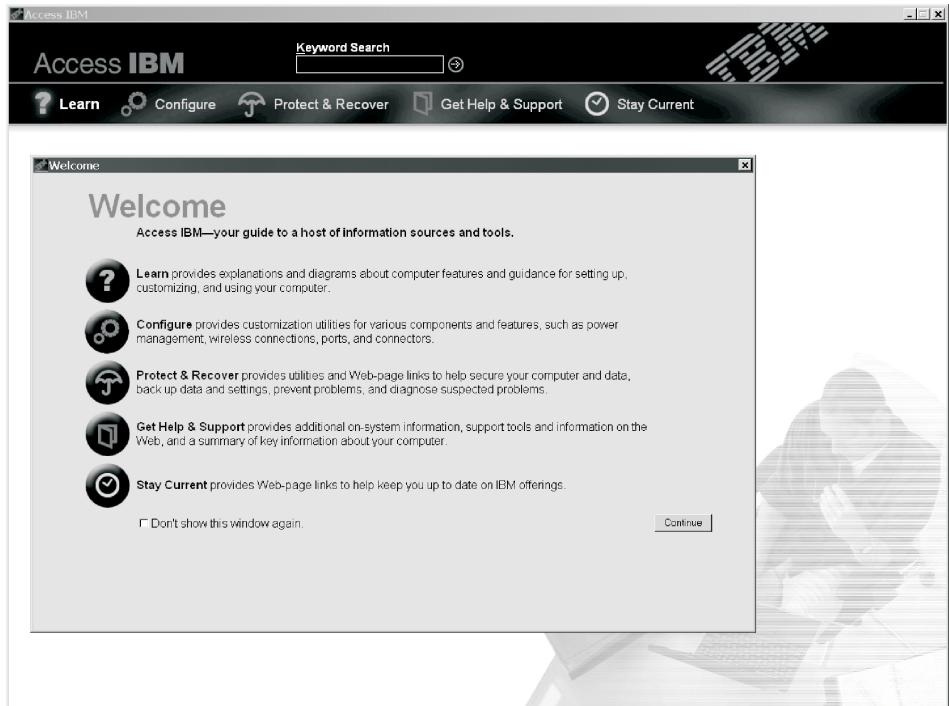 Access IBM
Keyword Search
IBM
Access IBM
Learn Configure Protect & Recover Get Help & Support Stay Current
Welcome
Welcome
Access IBM—your guide to a host of information sources and tools.
Learn provides explanations and diagrams about computer features and guidance for setting up,
customizing, and using your computer.
Configure provides customization utilities for various components and features, such as power
management, wireless connections, ports, and connectors.
Protect & Recover provides utilities and Web-page links to help secure your computer and data,
back up data and settings, prevent problems, and diagnose suspected problems.
Get Help & Support provides additional on-system information, support tools and information on the
Web, and a summary of key information about your computer.
Stay Current provides Web-page links to help keep you up to date on IBM offerings.
Don't show this window again.
Continue